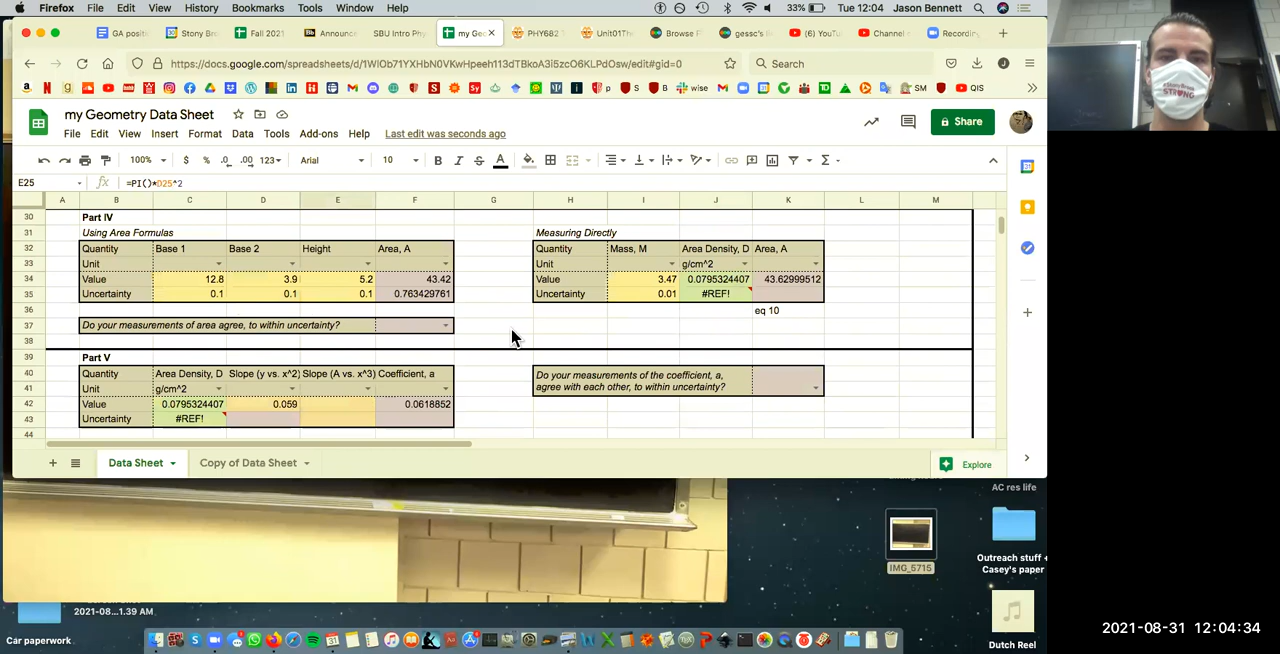 Firefox File Edit View History Bookmarks Tools Window Help 33% Tue 12:04 Jason Bennett
GA positi Stony Bro Fall 2021 Bb Announc SBU Intro Phy my Geo PHY682 Unit01The Browse F gessc's R (6) YouTu Channel Recordin
https://docs.google.com/spreadsheets/d/ Search
SM QIS
my Geometry Data Sheet
Share
File Edit View Insert Format Data Tools Add-ons Help Last edit was seconds ago
100% $ % .0 .00 123 Arial 10 B I S A
E25 fx =PI()*D25^2
A B C D E F G H I J K L M
30 Part IV
31 Using Area Formulas Measuring Directly
32 Quantity Base 1 Base 2 Height Area, A Quantity Mass, M Area Density, D Area, A
33 Unit Unit g/cm^2
34 Value 12.8 3.9 5.2 43.42 Value 3.47 0.0795324407 43.62999512
35 Uncertainty 0.1 0.1 0.1 0.763429761 Uncertainty 0.01 #REF!
36 eq 10
37 Do your measurements of area agree, to within uncertainty?
38
39 Part V
40 Quantity Area Density, D Slope (y vs. x^2) Slope (A vs. x^3) Coefficient, a Do your measurements of the coefficient, a,
41 Unit g/cm^2 agree with each other, to within uncertainty?
42 Value 0.0795324407 0.059 0.0618852
43 Uncertainty #REF!
44
Data Sheet Copy of Data Sheet Explore
AC res life
IMG_5715
Outreach stuff +
Casey's paper
2021-08...1.39 AM
Car paperwork
Dutch Reel
STRONG
2021-08-31 12:04:34